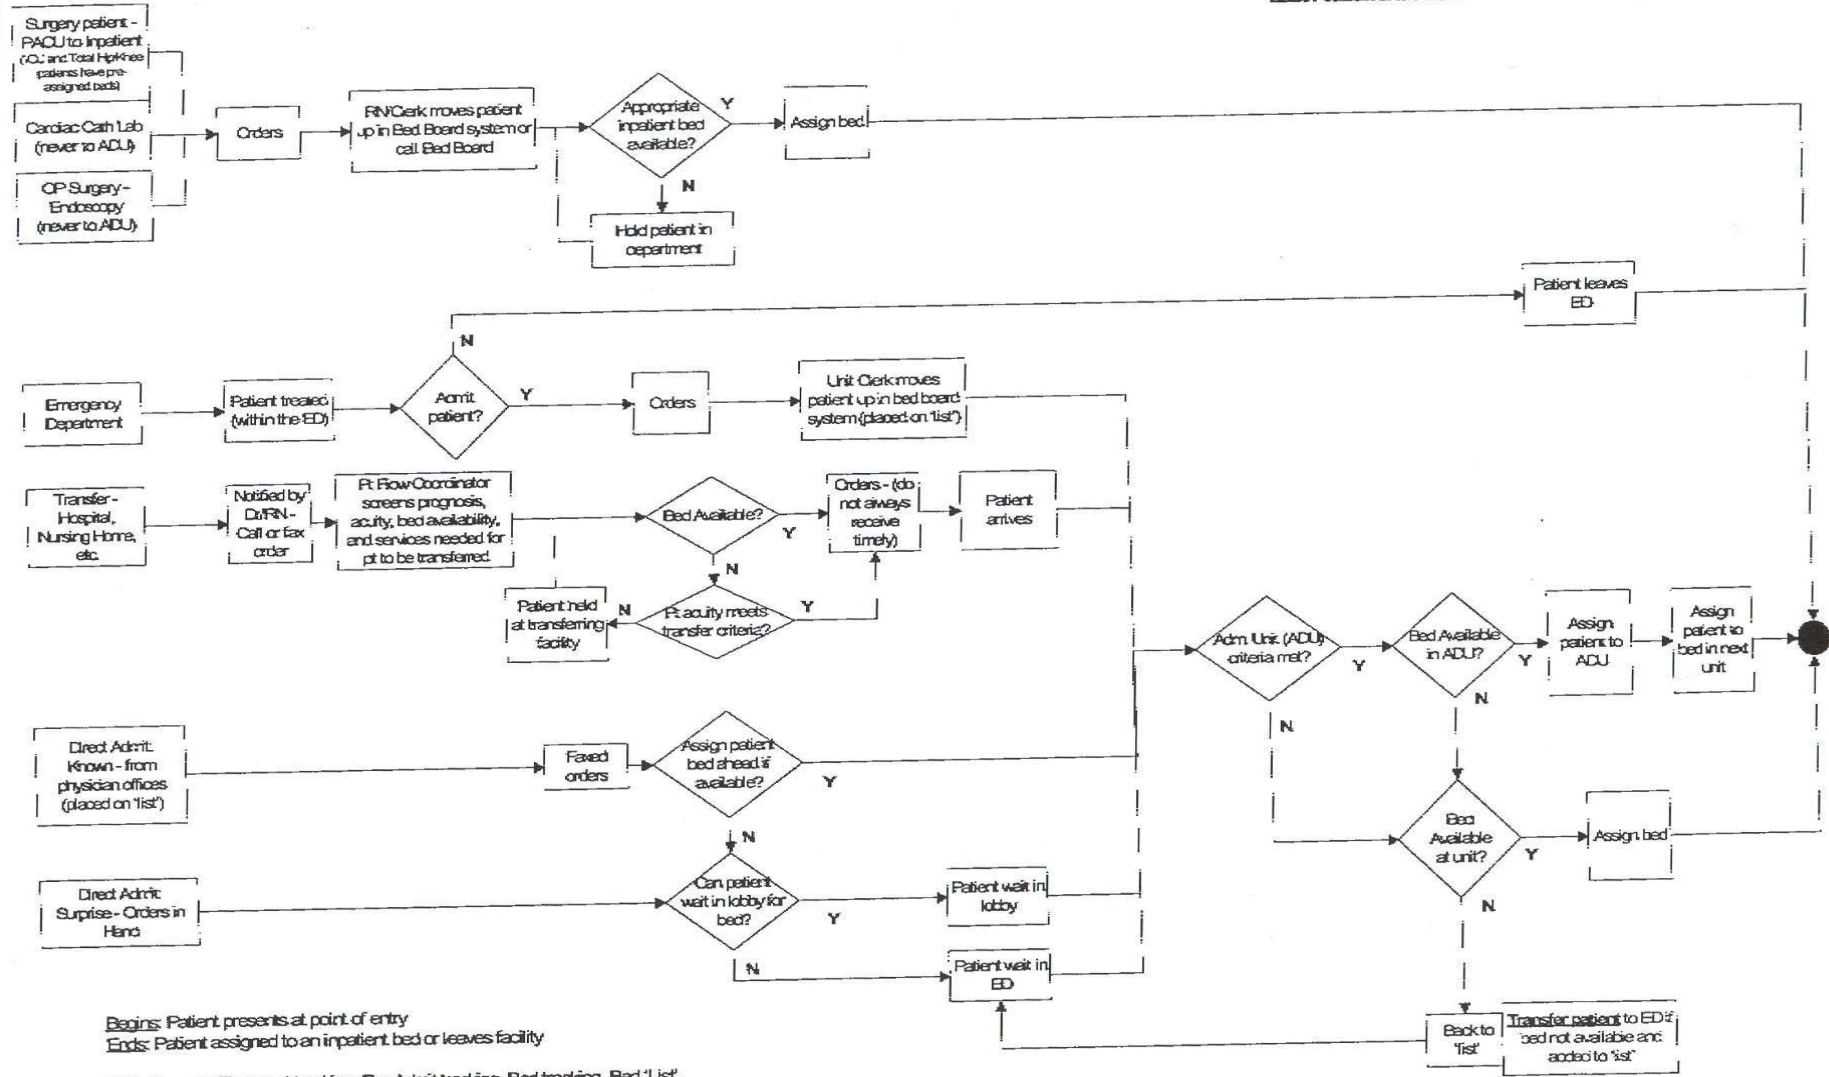 Surgery patient -
PACU to Inpatient
and Total Hip/Knee
patients have pre-
assigned beds)
Cardiac Cath Lab
(never to ADU)
OP Surgery -
Endoscopy
(never to ADU)
Orders
RN/Clerk moves patient
up in Bed Board system or
call Bed Board
Appropriate
inpatient bed
available?
Y
N
Assign bed
Hold patient in
department
Patient leaves
ED
Emergency
Department
Patient treated
(within the ED)
Admit
patient?
N
Y
Orders
Unit Clerk moves
patient up in bed board
system (placed on 'list')
Transfer -
Hospital,
Nursing Home,
etc.
Notified by
Dr/RN -
Call or fax
order
Pt Flow Coordinator
screens prognosis,
acuity, bed availability,
and services needed for
pt to be transferred
Bed Available?
Y
N
Orders - (do
not always
receive
timely)
Patient
arrives
Pt acuity meets
transfer criteria?
N
Y
Patient held
at transferring
facility
Adm. Unit (ADU)
criteria met?
Y
N
Bed Available
in ADU?
Y
N
Assign
patient to
ADU
Assign
patient to
bed in next
unit
Direct Admit
Known - from
physician offices
(placed on 'list')
Faxed
orders
Assign patient
bed ahead if
available?
Y
N
Bed
Available
at unit?
Y
N
Assign bed
Direct Admit
Surprise - Orders in
Hand
Can patient
wait in lobby for
bed?
Y
N
Patient wait in
lobby
Patient wait in
ED
Back to
'list'
Transfer patient to ED if
bed not available and
added to 'list'
Begins: Patient presents at point of entry
Ends: Patient assigned to an inpatient bed or leaves facility